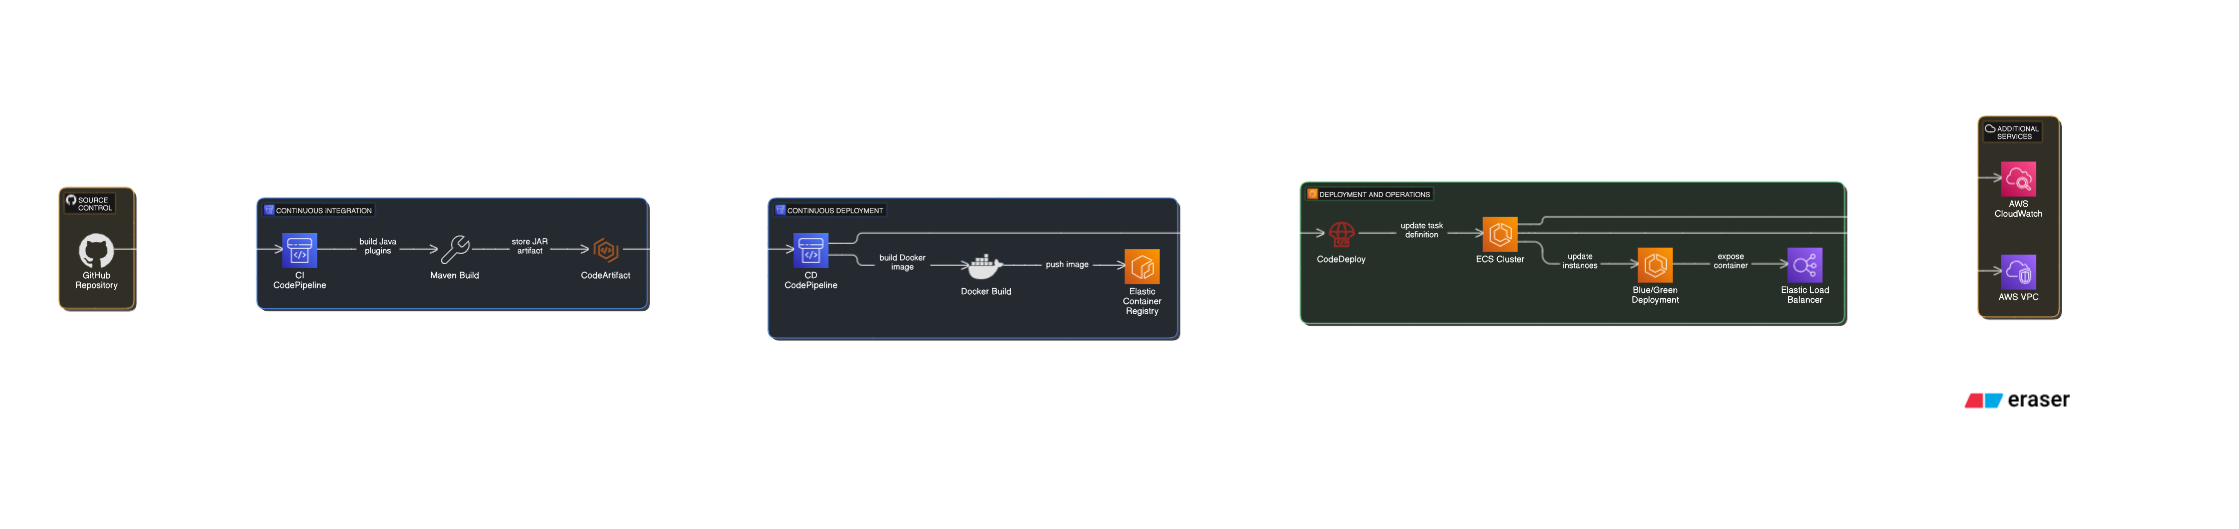 SOURCE
CONTROL
GitHub
Repository
CONTINUOUS INTEGRATION
CI
CodePipeline
build Java
plugins
Maven Build
store JAR
artifact
CodeArtifact
CONTINUOUS DEPLOYMENT
CD
CodePipeline
build Docker
image
Docker Build
push image
Elastic
Container
Registry
DEPLOYMENT AND OPERATIONS
CodeDeploy
update task
definition
ECS Cluster
update
instances
Blue/Green
Deployment
expose
container
Elastic Load
Balancer
ADDITIONAL
SERVICES
AWS
CloudWatch
AWS VPC
eraser